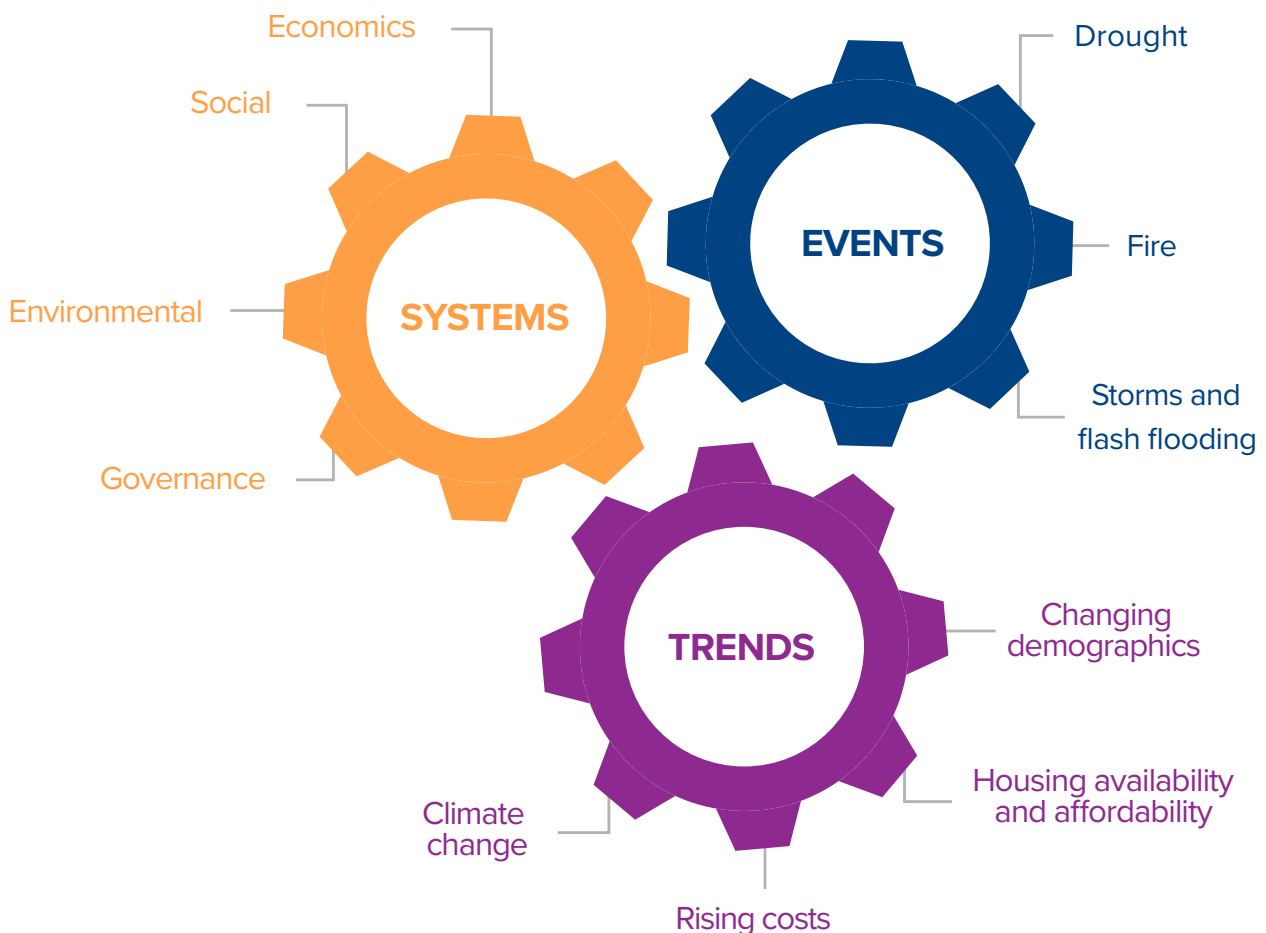 Economics
Social
SYSTEMS
Environmental
Governance
Drought
EVENTS
Fire
Storms and
flash flooding
TRENDS
Changing
demographics
Housing availability
and affordability
Climate
change
Rising costs